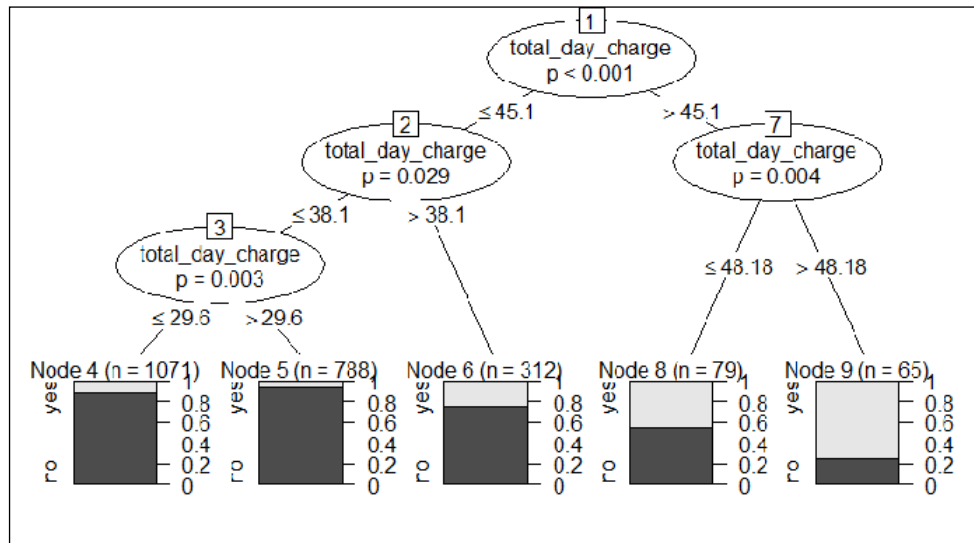 1
total_day_charge
p < 0.001
≤ 45.1
> 45.1
2
total_day_charge
p = 0.029
7
total_day_charge
p = 0.004
≤ 38.1
> 38.1
3
total_day_charge
p = 0.003
≤ 48.18
> 48.18
≤ 29.6
> 29.6
Node 4 (n = 1071)
yes
no
1
0.8
0.6
0.4
0.2
0
Node 5 (n = 788)
yes
no
1
0.8
0.6
0.4
0.2
0
Node 6 (n = 312)
yes
no
1
0.8
0.6
0.4
0.2
0
Node 8 (n = 79)
yes
no
1
0.8
0.6
0.4
0.2
0
Node 9 (n = 65)
yes
no
1
0.8
0.6
0.4
0.2
0